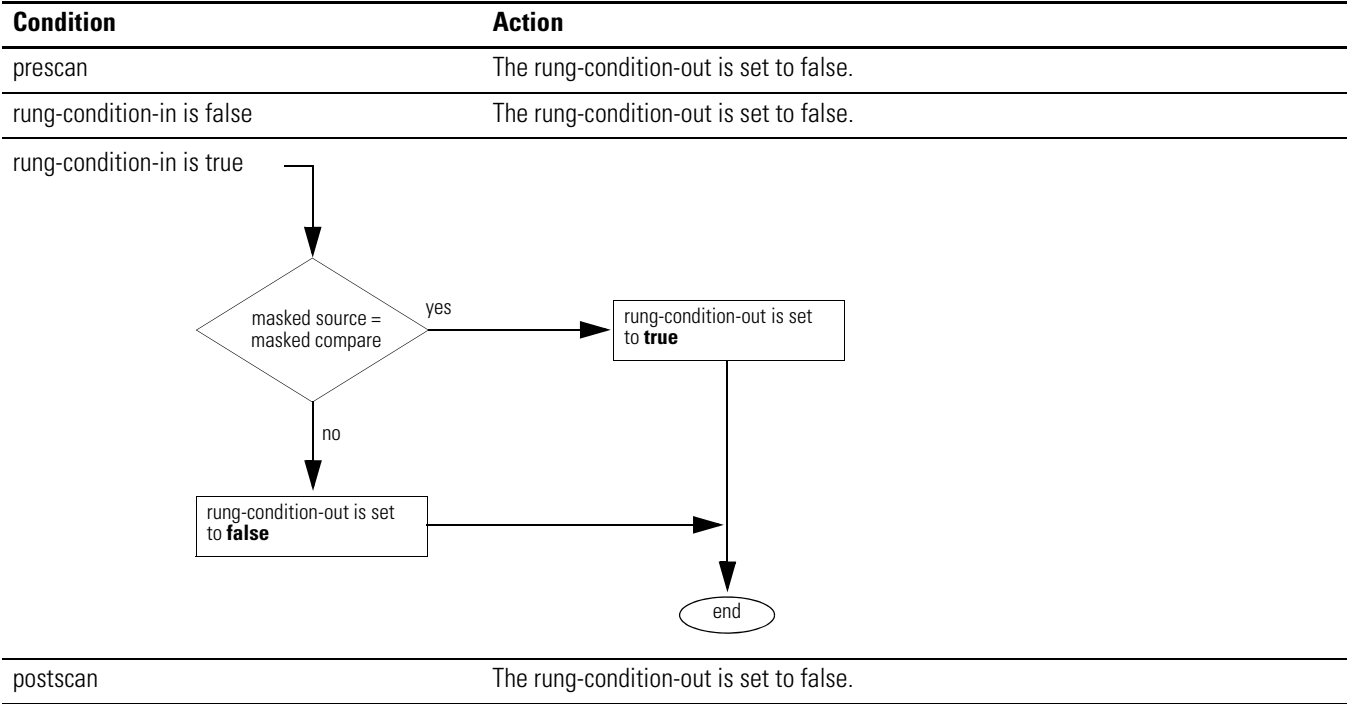 Condition Action
prescan The rung-condition-out is set to false.
rung-condition-in is false The rung-condition-out is set to false.
rung-condition-in is true
masked source =
masked compare
yes
rung-condition-out is set
to true
no
rung-condition-out is set
to false
end
postscan The rung-condition-out is set to false.